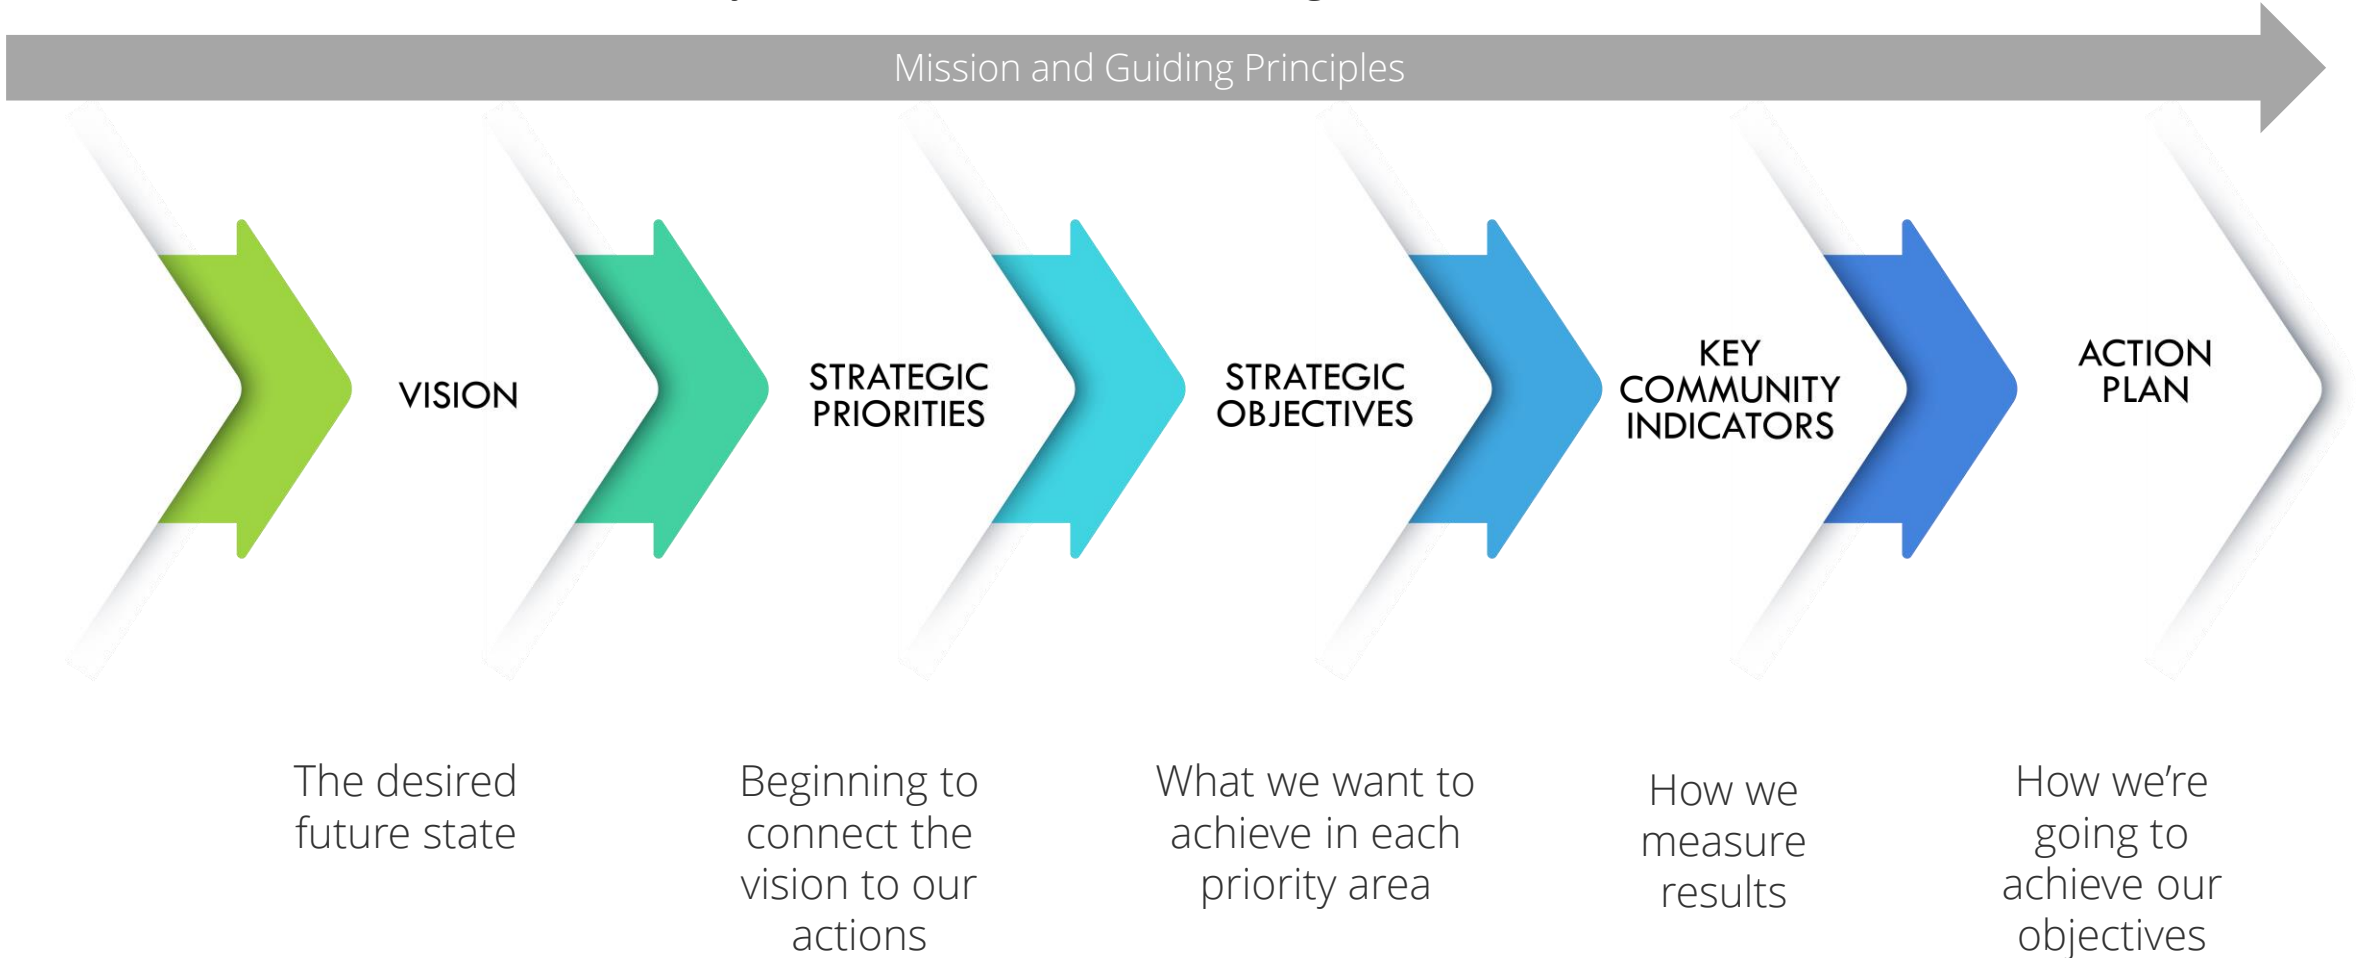 Mission and Guiding Principles
VISION
STRATEGIC
PRIORITIES
STRATEGIC
OBJECTIVES
KEY
COMMUNITY
INDICATORS
ACTION
PLAN
The desired
future state
Beginning to
connect the
vision to our
actions
What we want to
achieve in each
priority area
How we
measure
results
How we’re
going to
achieve our
objectives